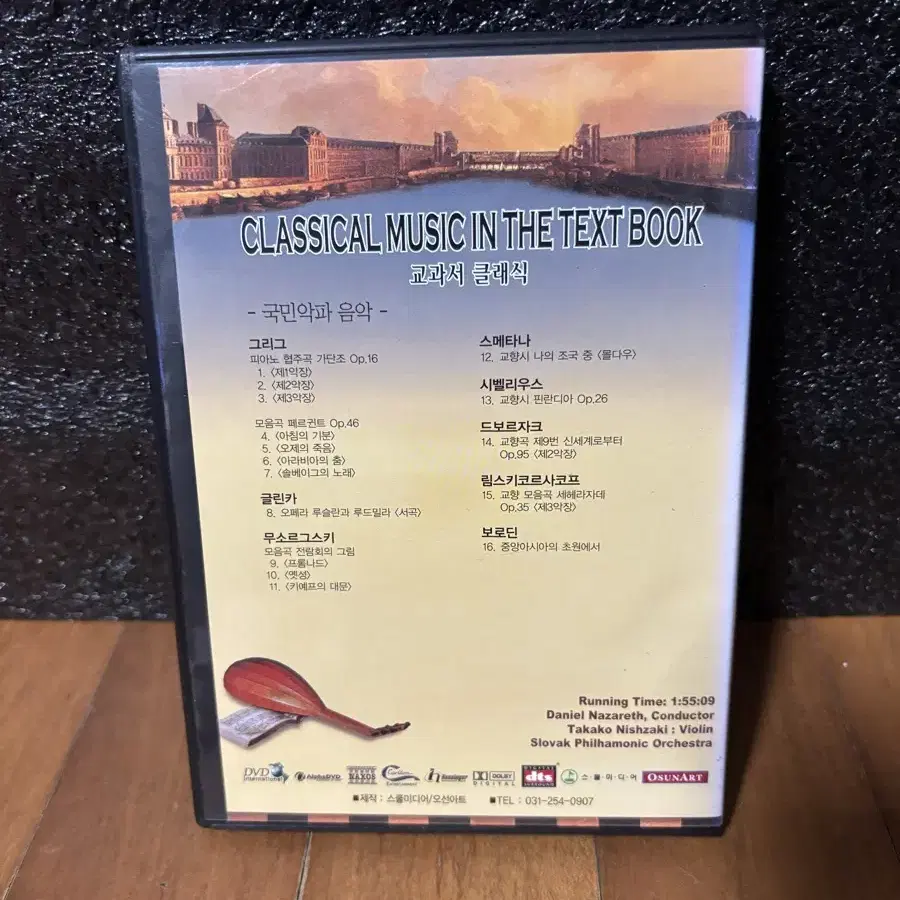 CLASSICAL MUSIC IN THE TEXT BOOK
교과서 클래식
- 국민악파 음악 -
그리그
피아노 협주곡 가단조 Op.16
1. 〈제1악장〉
2. 〈제2악장〉
3. 〈제3악장〉
모음곡 페르귄트 Op.46
4. 〈아침의 기분〉
5. 〈오제의 죽음〉
6. 〈아라비아의 춤〉
7. 〈솔베이그의 노래〉
글린카
8. 오페라 루슬란과 루드밀라 〈서곡〉
무소르그스키
모음곡 전람회의 그림
9. 〈프롬나드〉
10. 〈옛성〉
11. 〈키예프의 대문〉
스메타나
12. 교향시 나의 조국 중 〈몰다우〉
시벨리우스
13. 교향시 핀란디아 Op.26
드보르자크
14. 교향곡 제9번 신세계로부터
Op.95 〈제2악장〉
림스키코르사코프
15. 교향 모음곡 세헤라자데
Op.35 〈제3악장〉
보로딘
16. 중앙아시아의 초원에서
Running Time: 1:55:09
Daniel Nazareth, Conductor
Takako Nishzaki : Violin
Slovak Philhamonic Orchestra
DVD International
AlphaDVD
NAXOS
DOLBY DIGITAL
DIGITAL dts SURROUND
스쿨미디어
OSUNART
■제작 : 스쿨미디어/오선아트
■TEL : 031-254-0907